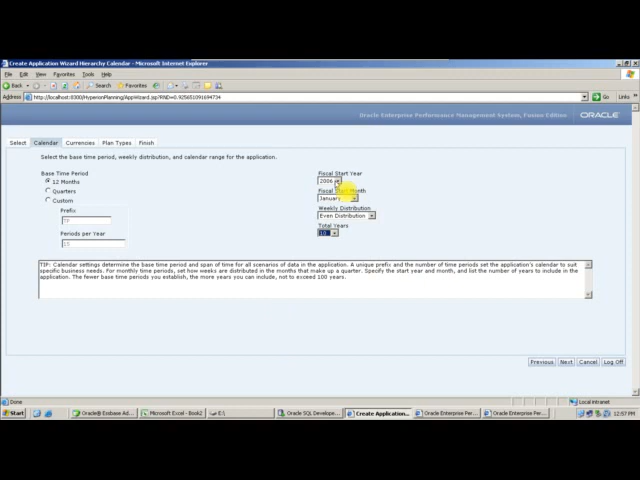 Create Application Wizard Hierarchy Calendar - Microsoft Internet Explorer
File Edit View Favorites Tools Help
Back Search Favorites
Address http://localhost:8300/HyperionPlanning/AppWizard.jsp?RND=0.925651091694734 Go Links
Oracle Enterprise Performance Management System, Fusion Edition ORACLE
Select Calendar Currencies Plan Types Finish
Select the base time period, weekly distribution, and calendar range for the application.
Base Time Period
12 Months
Quarters
Custom
Prefix
Periods per Year
Fiscal Start Year
2006
Fiscal Start Month
January
Weekly Distribution
Even Distribution
Total Years
10
TIP: Calendar settings determine the base time period and span of time for all scenarios of data in the application. A unique prefix and the number of time periods set the application's calendar to suit
specific business needs. For monthly time periods, set how weeks are distributed in the months that make up a quarter. Specify the start year and month, and list the number of years to include in
the application. The fewer base time periods you establish, the more years you can include, not to exceed 100 years.
Previous Next Cancel Log Off
Done Local intranet
Start Oracle® Essbase Ad... Microsoft Excel - Book2 E:\ Oracle SQL Develope... Create Application... Oracle Enterprise Per... Oracle Enterprise Per... 12:57 PM